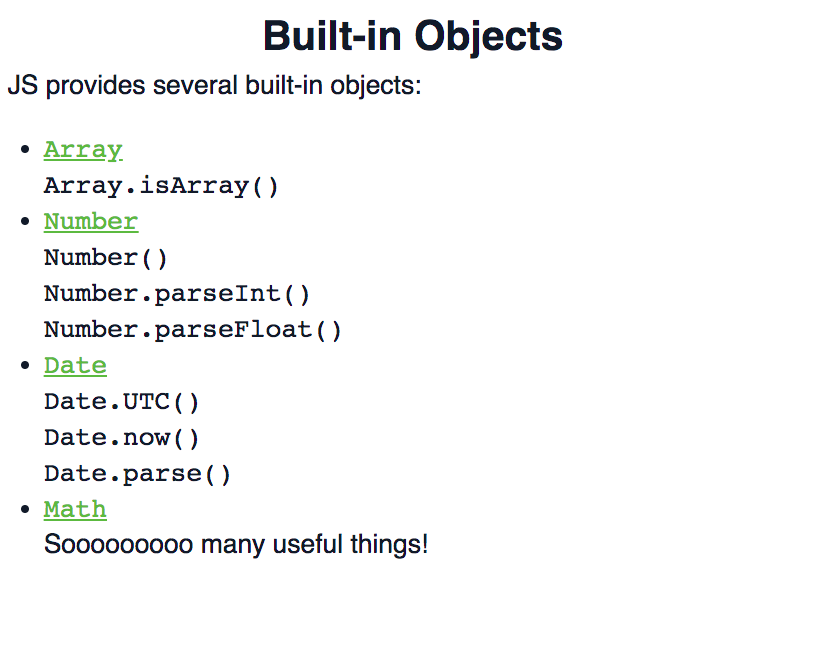 Built-in Objects
JS provides several built-in objects:
• Array
Array.isArray()
• Number
Number()
Number.parseInt()
Number.parseFloat()
• Date
Date.UTC()
Date.now()
Date.parse()
• Math
Sooooooooo many useful things!